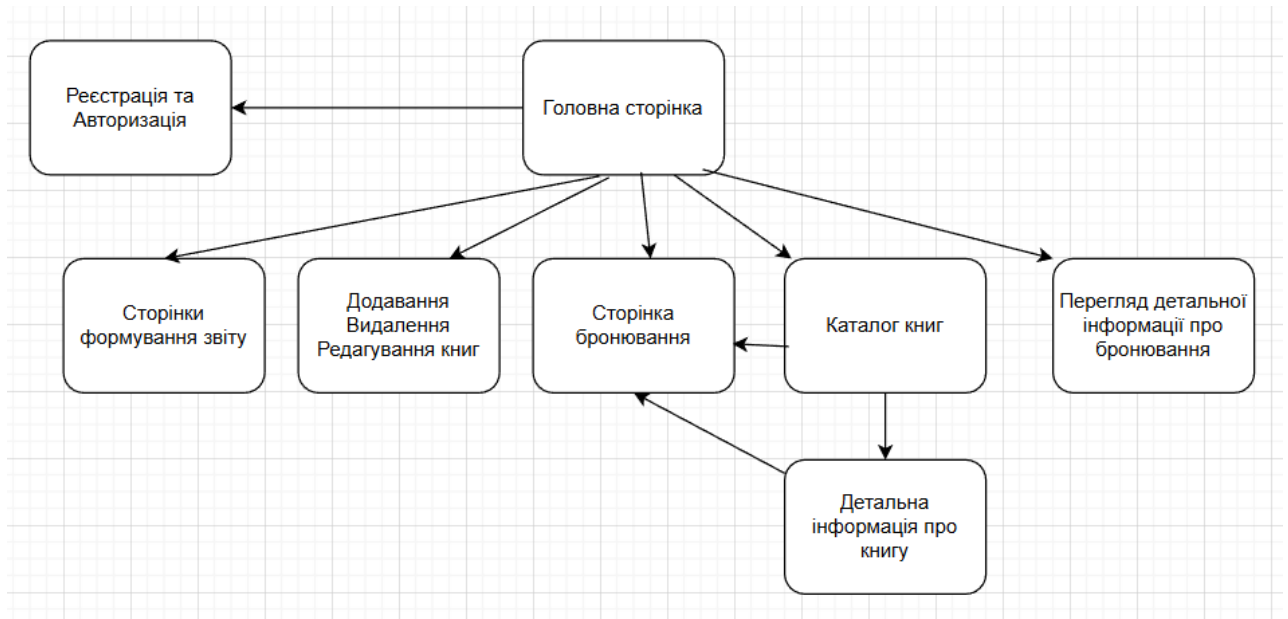 Реєстрація та
Авторизація
Головна сторінка
Сторінки
формування звіту
Додавання
Видалення
Редагування книг
Сторінка
бронювання
Каталог книг
Перегляд детальної
інформації про
бронювання
Детальна
інформація про
книгу